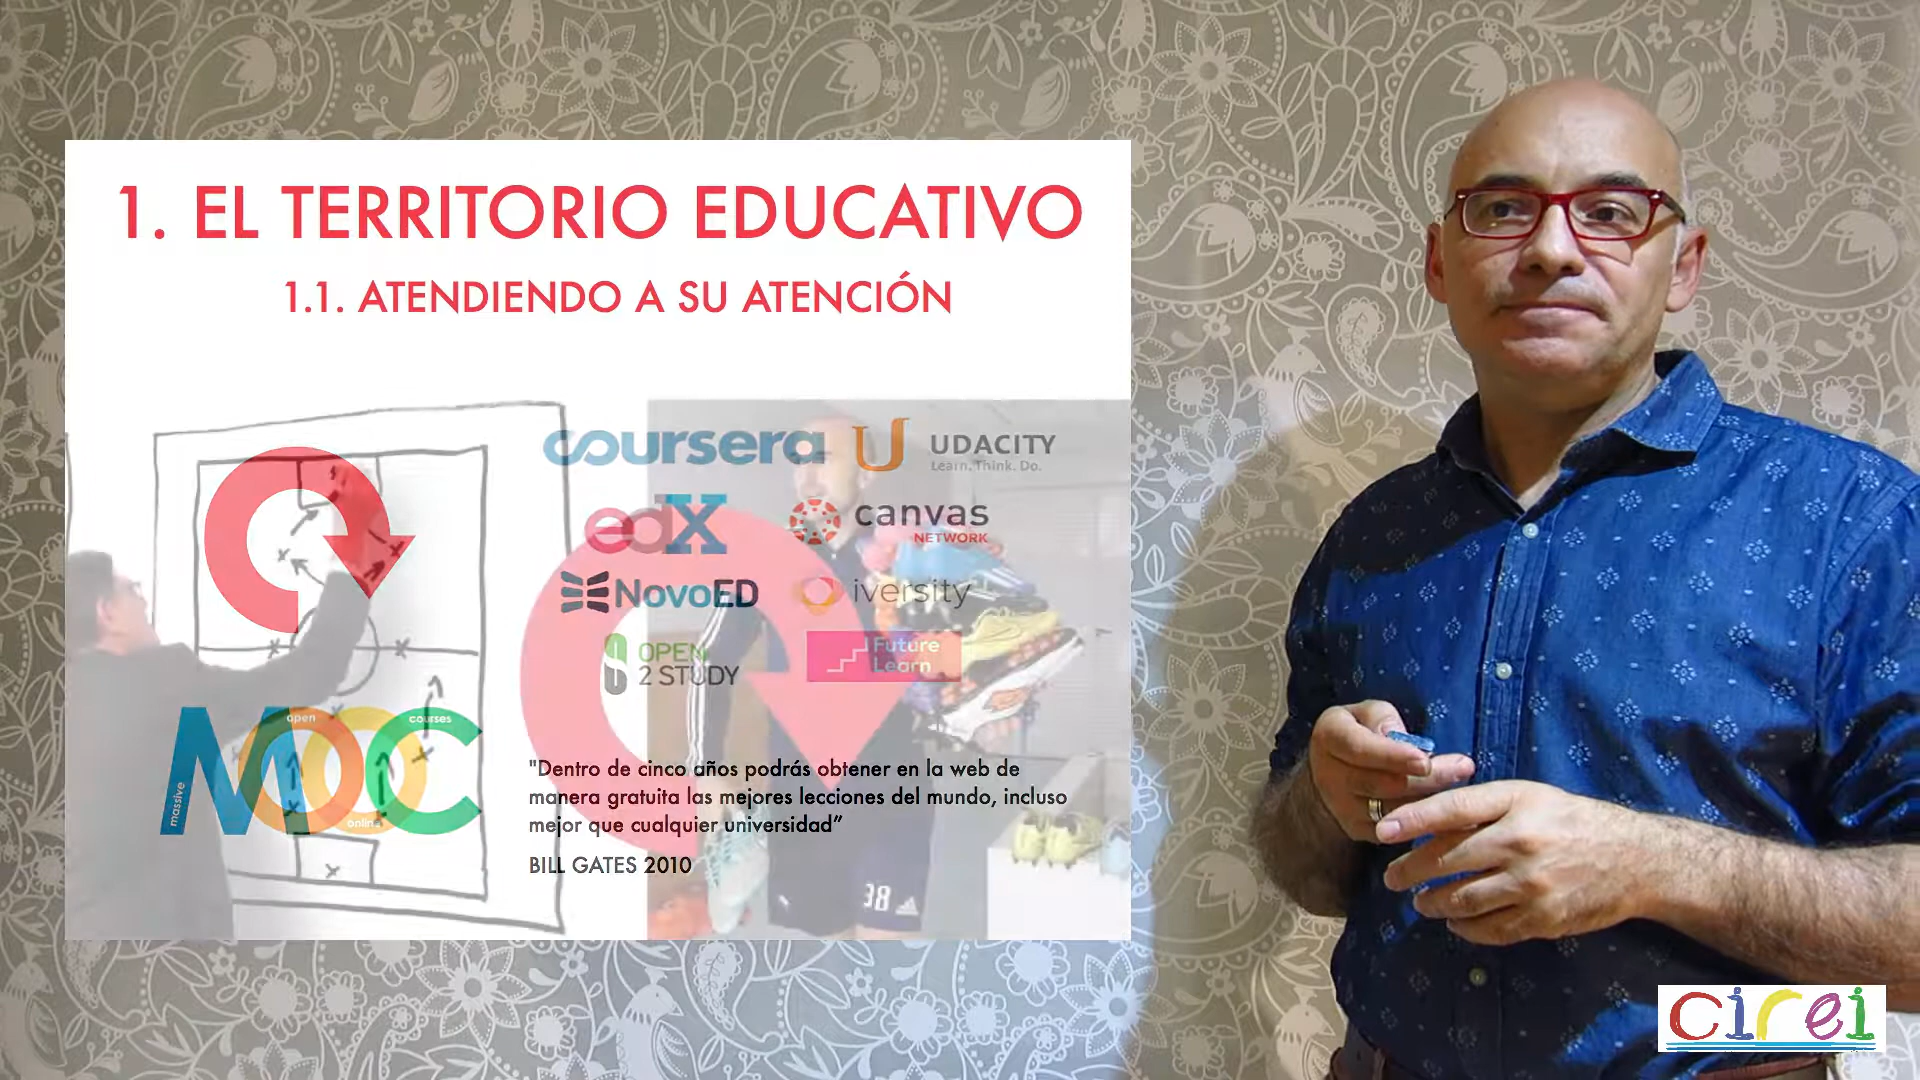 1. EL TERRITORIO EDUCATIVO
1.1. ATENDIENDO A SU ATENCIÓN
coursera
UDACITY
Learn. Think. Do.
edX
canvas
NETWORK
NovoED
iversity
OPEN
2 STUDY
Future
Learn
massive
MOOC
open
courses
online
"Dentro de cinco años podrás obtener en la web de
manera gratuita las mejores lecciones del mundo, incluso
mejor que cualquier universidad”
BILL GATES 2010
38
cirei